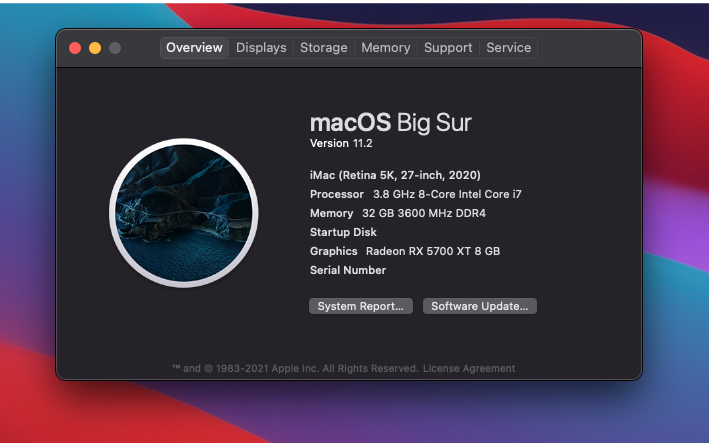 Overview Displays Storage Memory Support Service
macOS Big Sur
Version 11.2
iMac (Retina 5K, 27-inch, 2020)
Processor 3.8 GHz 8-Core Intel Core i7
Memory 32 GB 3600 MHz DDR4
Startup Disk
Graphics Radeon RX 5700 XT 8 GB
Serial Number
System Report... Software Update...
™ and © 1983-2021 Apple Inc. All Rights Reserved. License Agreement